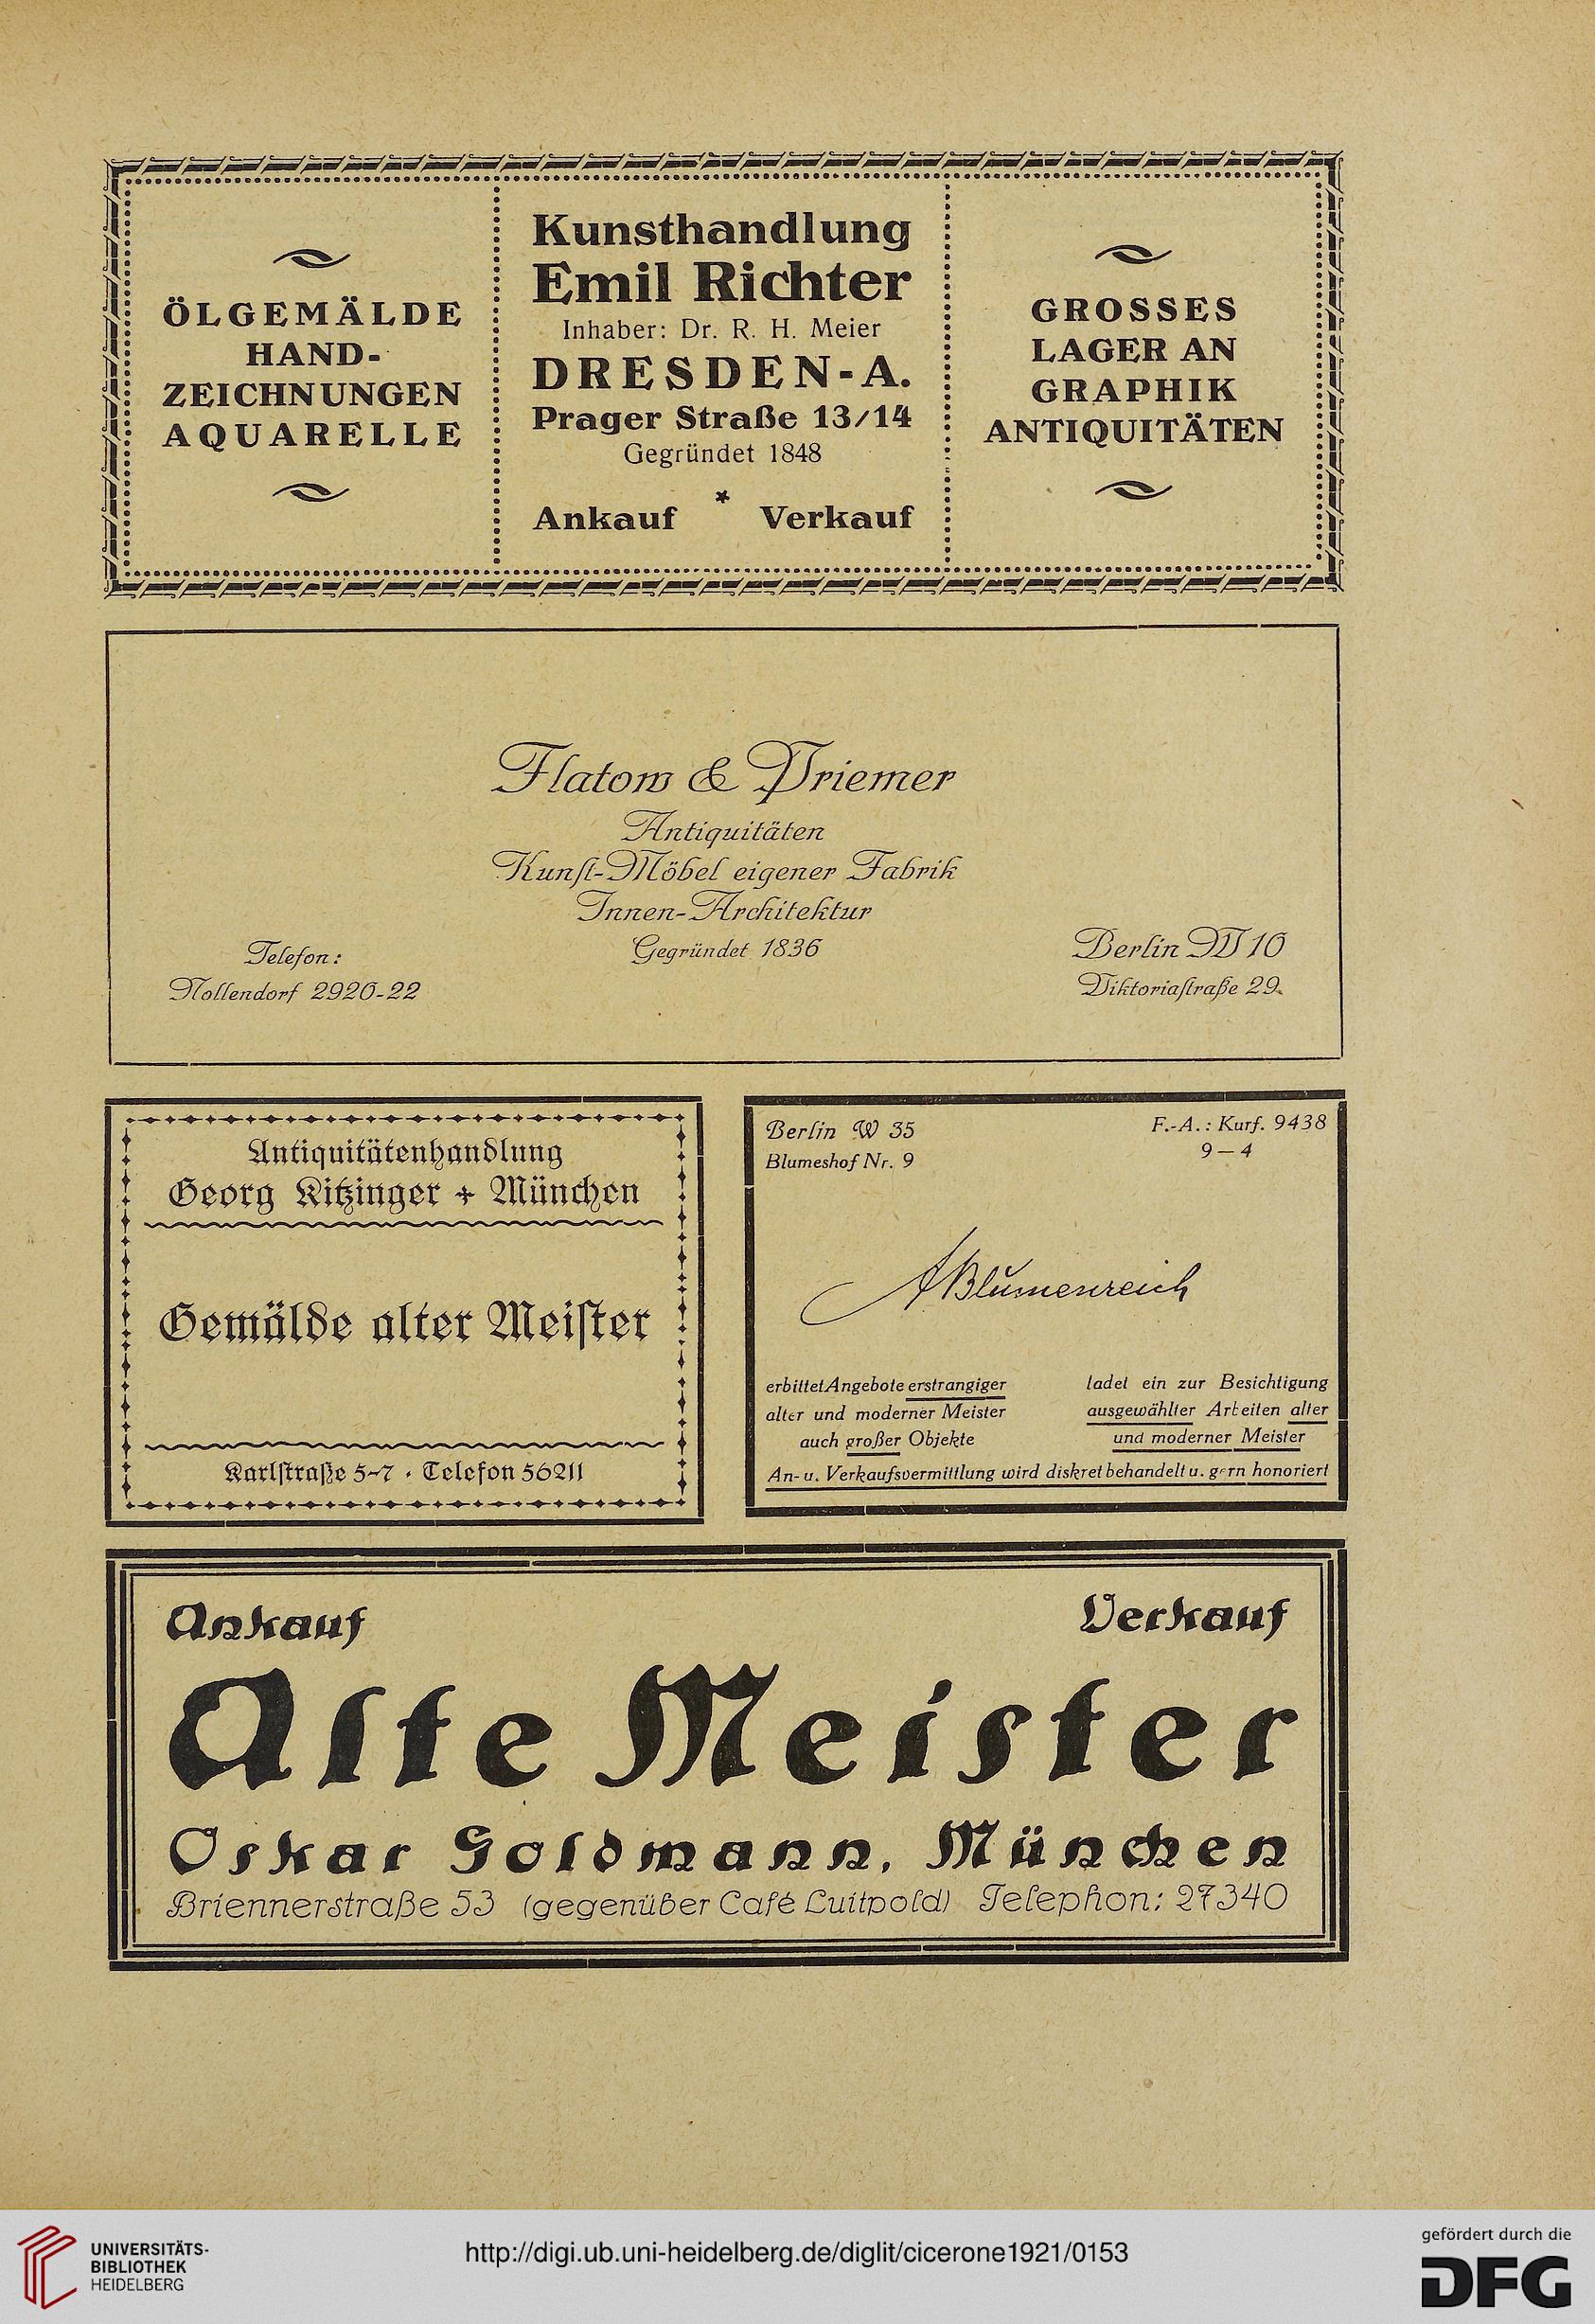 ÖLGEMÄLDE
HAND-
ZEICHNUNGEN
AQUARELLE
Kunsthandlung
Emil Richter
Inhaber: Dr. R. H. Meier
DRESDEN-A.
Prager Straße 13/14
Gegründet 1848
Ankauf * Verkauf
GROSSES
LAGER AN
GRAPHIK
ANTIQUITÄTEN
Flatow & Priemer
Antiquitäten
Kunſt-Möbel eigener Fabrik
Innen-Architektur
Gegründet 1836
Telefon:
Nollendorf 2920-22
Berlin W 10
Viktoriaſtraße 29.
Antiquitätenhandlung
Georg Kitzinger + München
Gemälde alter Meiſter
Karlſtraße 5-7 · Telefon 56211
Berlin W 35
Blumeshof Nr. 9
F.-A.: Kurf. 9438
9 — 4
A Blumenreich
erbittet Angebote erstrangiger
alter und moderner Meister
auch großer Objekte
ladet ein zur Besichtigung
ausgewählter Arbeiten alter
und moderner Meister
An- u. Verkaufsvermittlung wird diskret behandelt u. gern honoriert
Ankauf Verkauf
Alte Meister
Oskar Goldmann, München
Briennerstraße 53 (gegenüber Café Luitpold) Telephon: 27340
UNIVERSITÄTS-
BIBLIOTHEK
HEIDELBERG
http://digi.ub.uni-heidelberg.de/diglit/cicerone1921/0153
gefördert durch die
DFG